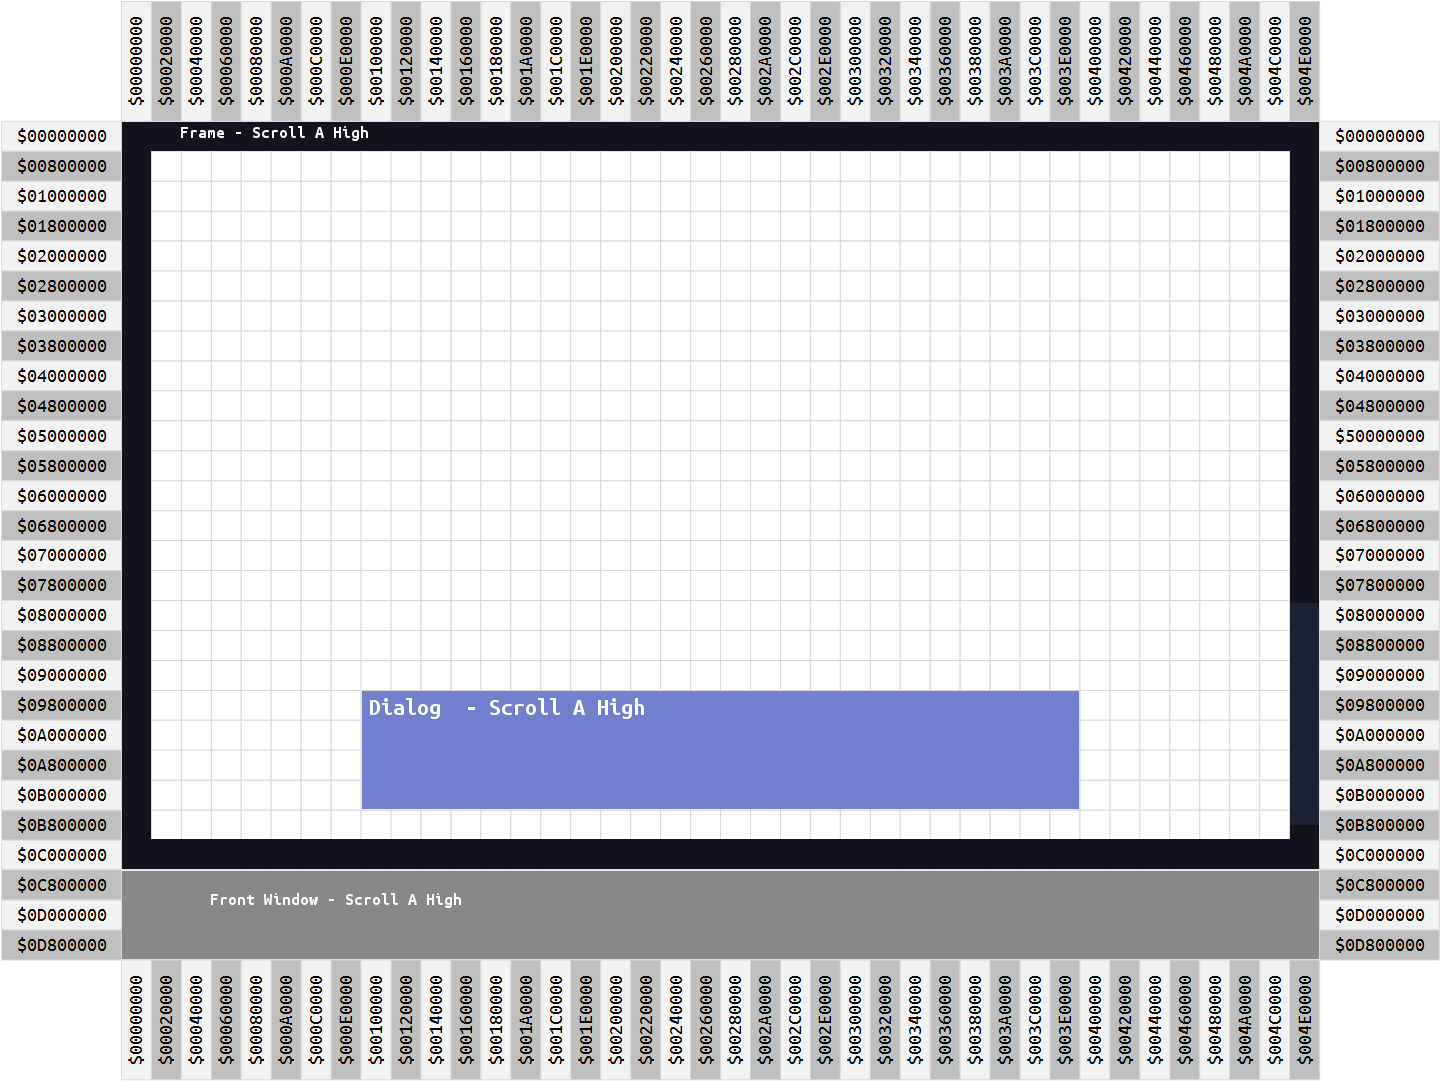 $00000000 $00020000 $00040000 $00060000 $00080000 $000A0000 $000C0000 $000E0000 $00100000 $00120000 $00140000 $00160000 $00180000 $001A0000 $001C0000 $001E0000 $00200000 $00220000 $00240000 $00260000 $00280000 $002A0000 $002C0000 $002E0000 $00300000 $00320000 $00340000 $00360000 $00380000 $003A0000 $003C0000 $003E0000 $00400000 $00420000 $00440000 $00460000 $00480000 $004A0000 $004C0000 $004E0000
Frame - Scroll A High
$00000000 $00000000
$00800000 $00800000
$01000000 $01000000
$01800000 $01800000
$02000000 $02000000
$02800000 $02800000
$03000000 $03000000
$03800000 $03800000
$04000000 $04000000
$04800000 $04800000
$05000000 $50000000
$05800000 $05800000
$06000000 $06000000
$06800000 $06800000
$07000000 $07000000
$07800000 $07800000
$08000000 $08000000
$08800000 $08800000
$09000000 $09000000
$09800000 Dialog  - Scroll A High $09800000
$0A000000 $0A000000
$0A800000 $0A800000
$0B000000 $0B000000
$0B800000 $0B800000
$0C000000 $0C000000
$0C800000 $0C800000
Front Window - Scroll A High
$0D000000 $0D000000
$0D800000 $0D800000
$00000000 $00020000 $00040000 $00060000 $00080000 $000A0000 $000C0000 $000E0000 $00100000 $00120000 $00140000 $00160000 $00180000 $001A0000 $001C0000 $001E0000 $00200000 $00220000 $00240000 $00260000 $00280000 $002A0000 $002C0000 $002E0000 $00300000 $00320000 $00340000 $00360000 $00380000 $003A0000 $003C0000 $003E0000 $00400000 $00420000 $00440000 $00460000 $00480000 $004A0000 $004C0000 $004E0000